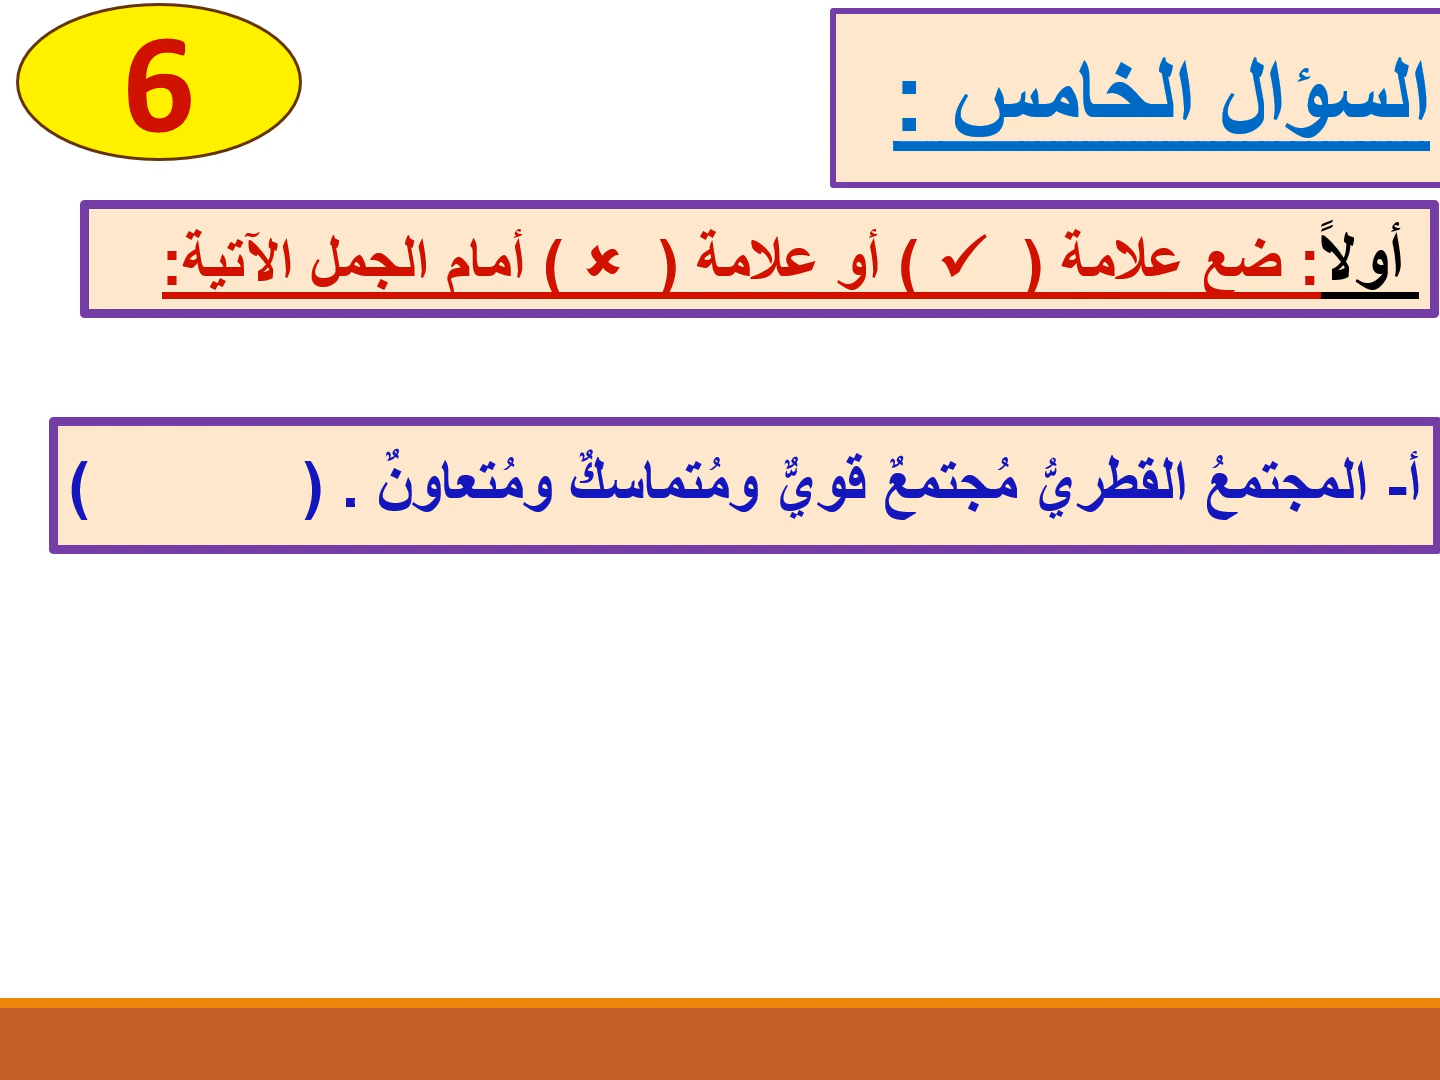 السؤال الخامس :
6
أولاً: ضع علامة ( ✓ ) أو علامة ( ✗ ) أمام الجمل الآتية:
أ- المجتمعُ القطريُّ مُجتمعٌ قويٌّ ومُتماسكٌ ومُتعاونٌ . ( )